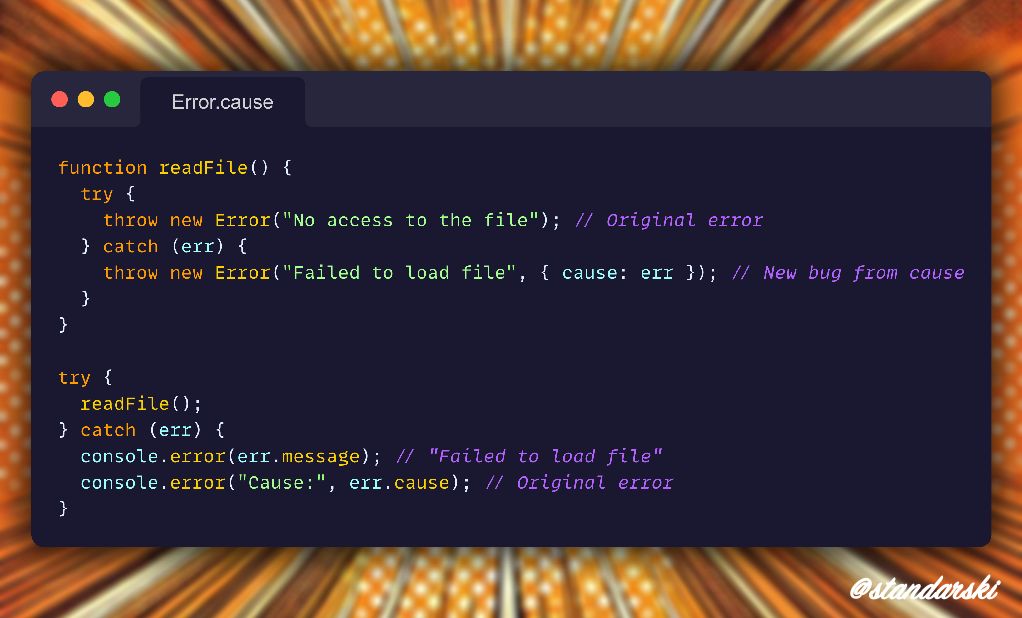 Error.cause
function readFile() {
  try {
    throw new Error("No access to the file"); // Original error
  } catch (err) {
    throw new Error("Failed to load file", { cause: err }); // New bug from cause
  }
}

try {
  readFile();
} catch (err) {
  console.error(err.message); // "Failed to load file"
  console.error("Cause:", err.cause); // Original error
}
@standarski